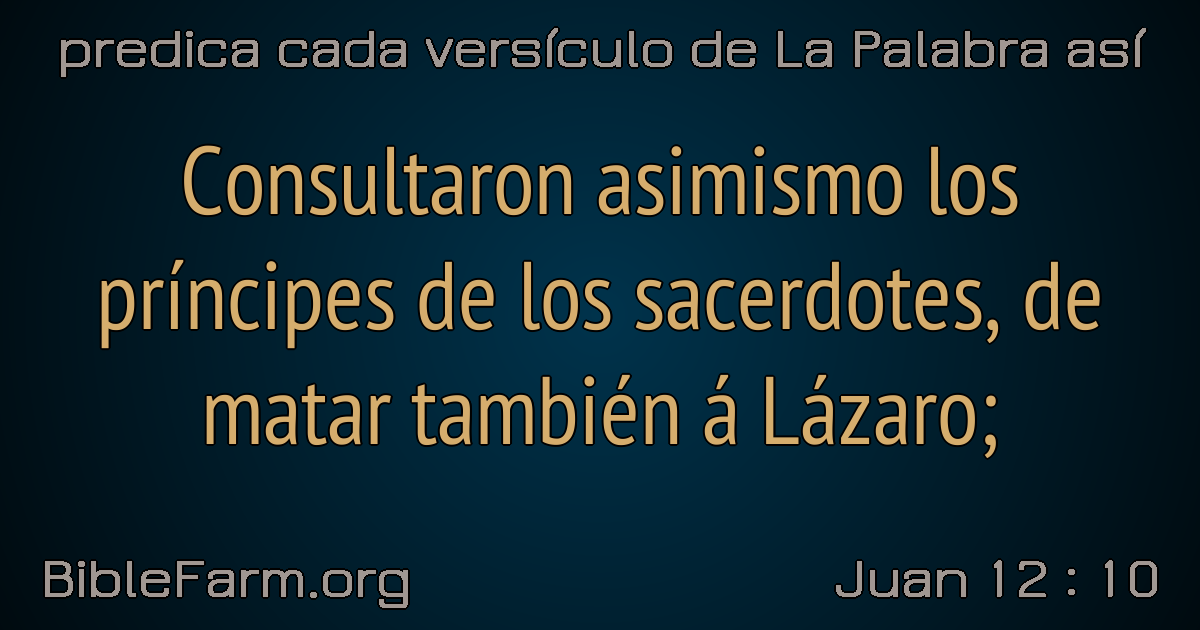 predica cada versículo de La Palabra así
Consultaron asimismo los
príncipes de los sacerdotes, de
matar también á Lázaro;
BibleFarm.org
Juan 12 : 10